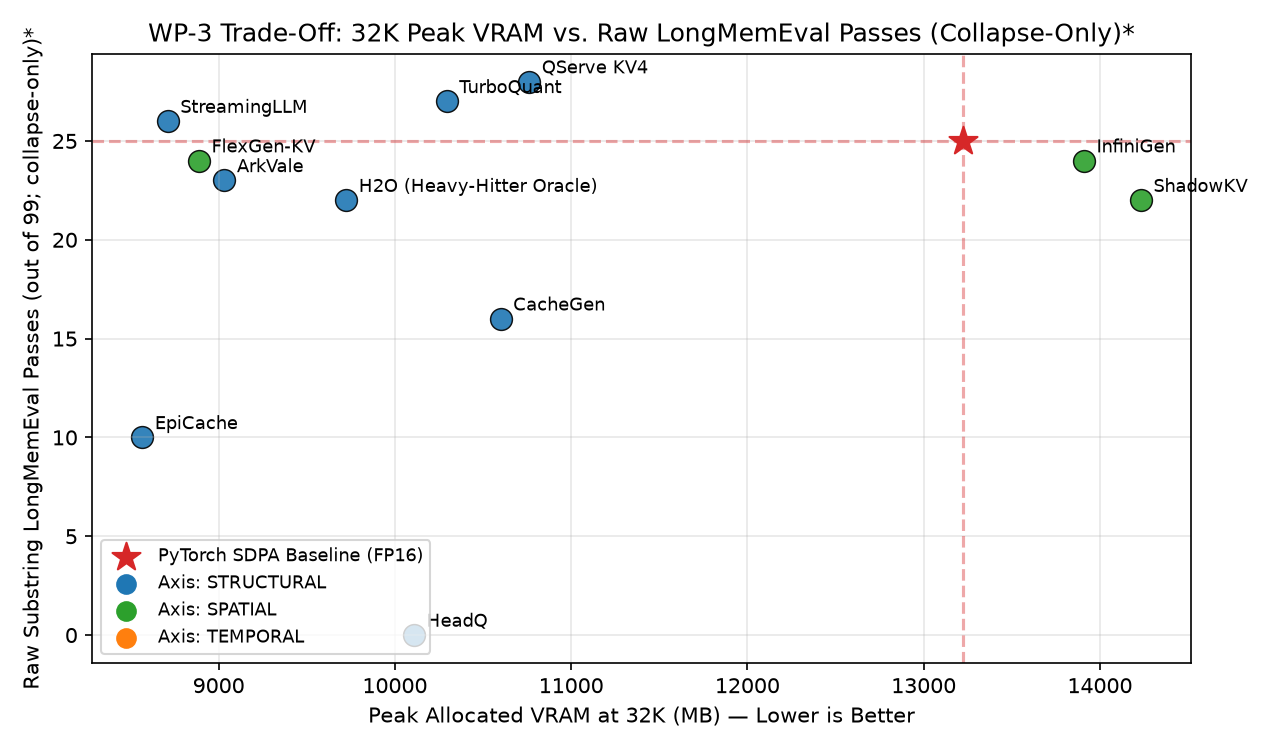 WP-3 Trade-Off: 32K Peak VRAM vs. Raw LongMemEval Passes (Collapse-Only)*
Raw Substring LongMemEval Passes (out of 99; collapse-only)*
25
20
15
10
5
0
QServe KV4
TurboQuant
StreamingLLM
FlexGen-KV
InfiniGen
ArkVale
H2O (Heavy-Hitter Oracle)
ShadowKV
CacheGen
EpiCache
HeadQ
PyTorch SDPA Baseline (FP16)
Axis: STRUCTURAL
Axis: SPATIAL
Axis: TEMPORAL
9000
10000
11000
12000
13000
14000
Peak Allocated VRAM at 32K (MB) — Lower is Better